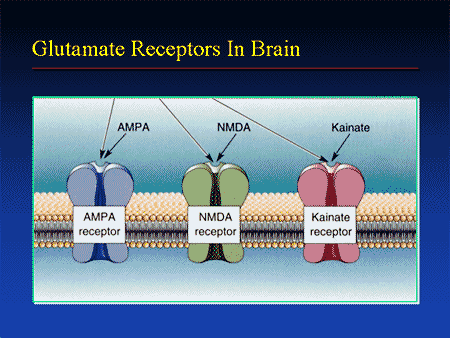 Glutamate Receptors In Brain
AMPA
NMDA
Kainate
AMPA
receptor
NMDA
receptor
Kainate
receptor